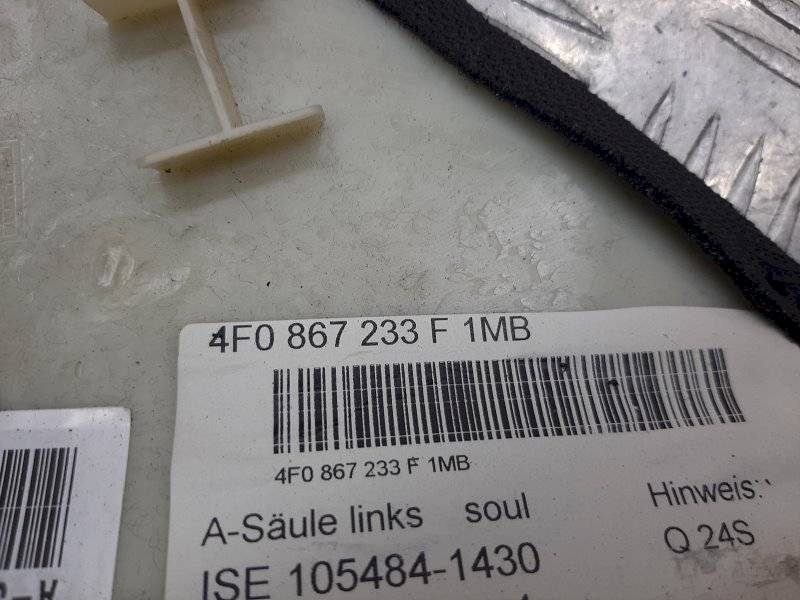 4F0 867 233 F 1MB
4F0 867 233 F 1MB
A-Säule links soul
Hinweis:
ISE 105484-1430
Q 24S